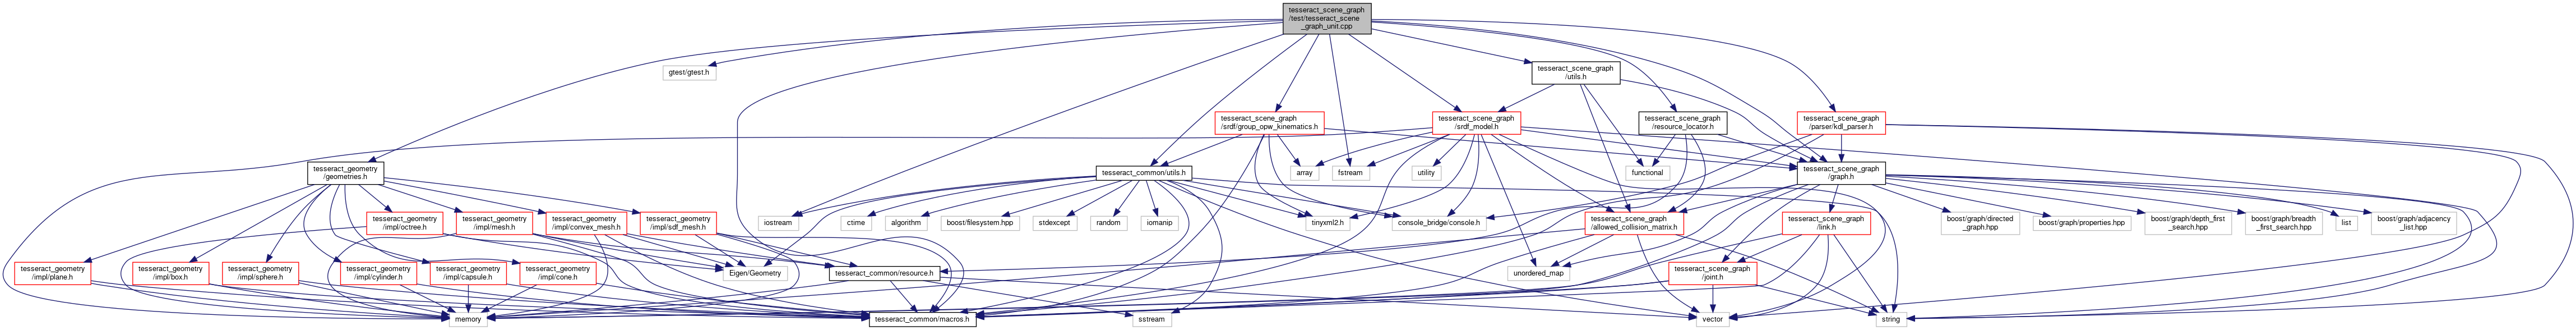 tesseract_scene_graph
/test/tesseract_scene
_graph_unit.cpp
gtest/gtest.h
tesseract_scene_graph
/utils.h
tesseract_scene_graph
/srdf/group_opw_kinematics.h
tesseract_scene_graph
/srdf_model.h
tesseract_scene_graph
/resource_locator.h
tesseract_scene_graph
/parser/kdl_parser.h
tesseract_geometry
/geometries.h
tesseract_common/utils.h
array
fstream
utility
functional
tesseract_scene_graph
/graph.h
tesseract_geometry
/impl/octree.h
tesseract_geometry
/impl/mesh.h
tesseract_geometry
/impl/convex_mesh.h
tesseract_geometry
/impl/sdf_mesh.h
iostream
ctime
algorithm
boost/filesystem.hpp
stdexcept
random
iomanip
tinyxml2.h
console_bridge/console.h
tesseract_scene_graph
/allowed_collision_matrix.h
tesseract_scene_graph
/link.h
boost/graph/directed
_graph.hpp
boost/graph/properties.hpp
boost/graph/depth_first
_search.hpp
boost/graph/breadth
_first_search.hpp
list
boost/graph/adjacency
_list.hpp
tesseract_geometry
/impl/plane.h
tesseract_geometry
/impl/box.h
tesseract_geometry
/impl/sphere.h
tesseract_geometry
/impl/cylinder.h
tesseract_geometry
/impl/capsule.h
tesseract_geometry
/impl/cone.h
Eigen/Geometry
tesseract_common/resource.h
unordered_map
tesseract_scene_graph
/joint.h
memory
tesseract_common/macros.h
sstream
vector
string